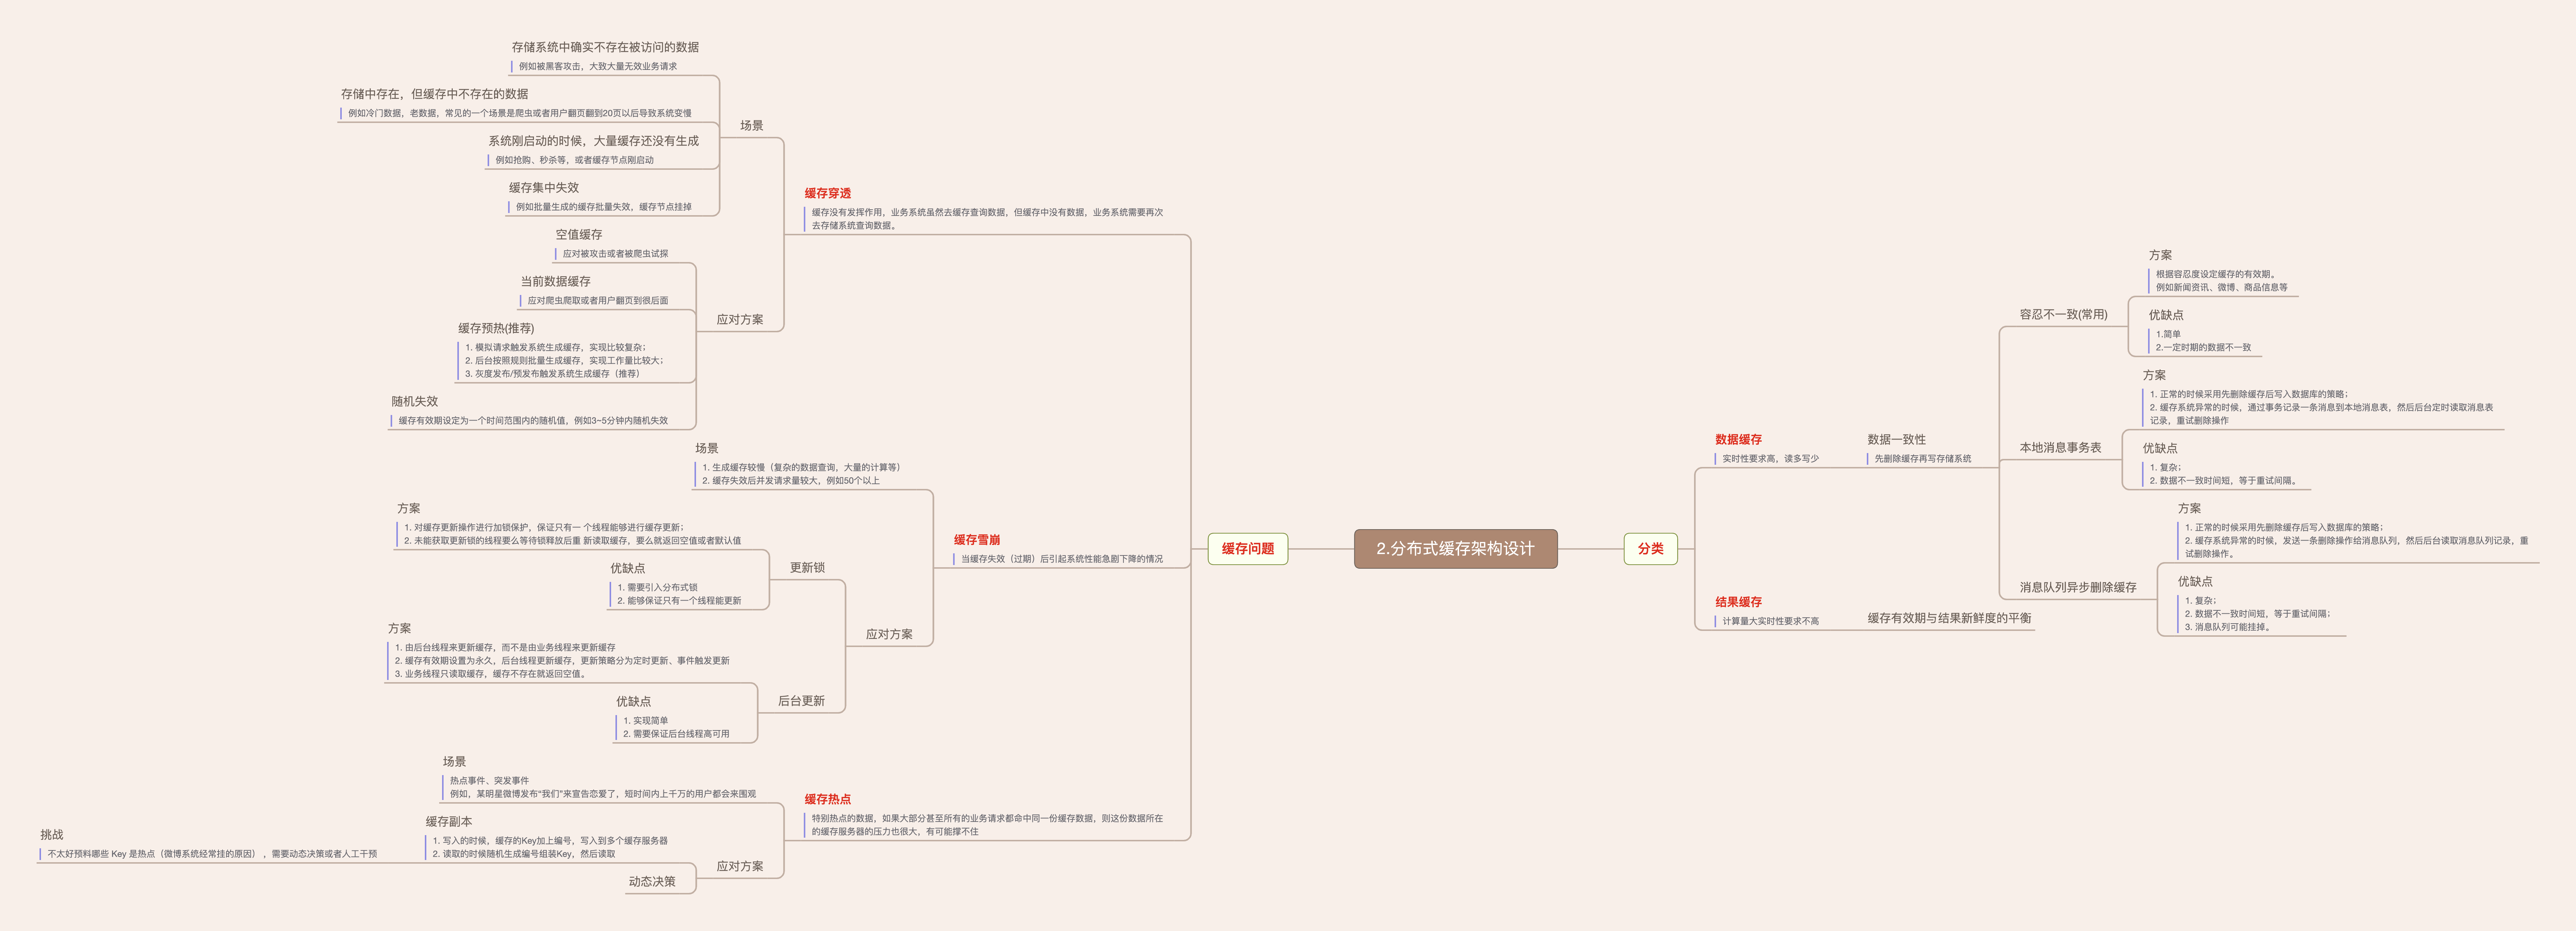 2.分布式缓存架构设计
缓存问题
缓存穿透
缓存没有发挥作用，业务系统虽然去缓存查询数据，但缓存中没有数据，业务系统需要再次
去存储系统查询数据。
场景
存储系统中确实不存在被访问的数据
例如被黑客攻击，大致大量无效业务请求
存储中存在，但缓存中不存在的数据
例如冷门数据，老数据，常见的一个场景是爬虫或者用户翻页翻到20页以后导致系统变慢
系统刚启动的时候，大量缓存还没有生成
例如抢购、秒杀等，或者缓存节点刚启动
缓存集中失效
例如批量生成的缓存批量失效，缓存节点挂掉
应对方案
空值缓存
应对被攻击或者被爬虫试探
当前数据缓存
应对爬虫爬取或者用户翻页到很后面
缓存预热(推荐)
1. 模拟请求触发系统生成缓存，实现比较复杂；
2. 后台按照规则批量生成缓存，实现工作量比较大；
3. 灰度发布/预发布触发系统生成缓存（推荐）
随机失效
缓存有效期设定为一个时间范围内的随机值，例如3~5分钟内随机失效
缓存雪崩
当缓存失效（过期）后引起系统性能急剧下降的情况
场景
1. 生成缓存较慢（复杂的数据查询，大量的计算等）
2. 缓存失效后并发请求量较大，例如50个以上
应对方案
更新锁
方案
1. 对缓存更新操作进行加锁保护，保证只有一 个线程能够进行缓存更新；
2. 未能获取更新锁的线程要么等待锁释放后重 新读取缓存，要么就返回空值或者默认值
优缺点
1. 需要引入分布式锁
2. 能够保证只有一个线程能更新
后台更新
方案
1. 由后台线程来更新缓存，而不是由业务线程来更新缓存
2. 缓存有效期设置为永久，后台线程更新缓存，更新策略分为定时更新、事件触发更新
3. 业务线程只读取缓存，缓存不存在就返回空值。
优缺点
1. 实现简单
2. 需要保证后台线程高可用
缓存热点
特别热点的数据，如果大部分甚至所有的业务请求都命中同一份缓存数据，则这份数据所在
的缓存服务器的压力也很大，有可能撑不住
场景
热点事件、突发事件
例如，某明星微博发布“我们”来宣告恋爱了，短时间内上千万的用户都会来围观
应对方案
缓存副本
1. 写入的时候，缓存的Key加上编号，写入到多个缓存服务器
2. 读取的时候随机生成编号组装Key，然后读取
挑战
不太好预料哪些 Key 是热点（微博系统经常挂的原因） ，需要动态决策或者人工干预
动态决策
分类
数据缓存
实时性要求高，读多写少
数据一致性
先删除缓存再写存储系统
容忍不一致(常用)
方案
根据容忍度设定缓存的有效期。
例如新闻资讯、微博、商品信息等
优缺点
1.简单
2.一定时期的数据不一致
本地消息事务表
方案
1. 正常的时候采用先删除缓存后写入数据库的策略；
2. 缓存系统异常的时候，通过事务记录一条消息到本地消息表，然后后台定时读取消息表
记录，重试删除操作
优缺点
1. 复杂；
2. 数据不一致时间短，等于重试间隔。
消息队列异步删除缓存
方案
1. 正常的时候采用先删除缓存后写入数据库的策略；
2. 缓存系统异常的时候，发送一条删除操作给消息队列，然后后台读取消息队列记录，重
试删除操作。
优缺点
1. 复杂；
2. 数据不一致时间短，等于重试间隔；
3. 消息队列可能挂掉。
结果缓存
计算量大实时性要求不高
缓存有效期与结果新鲜度的平衡